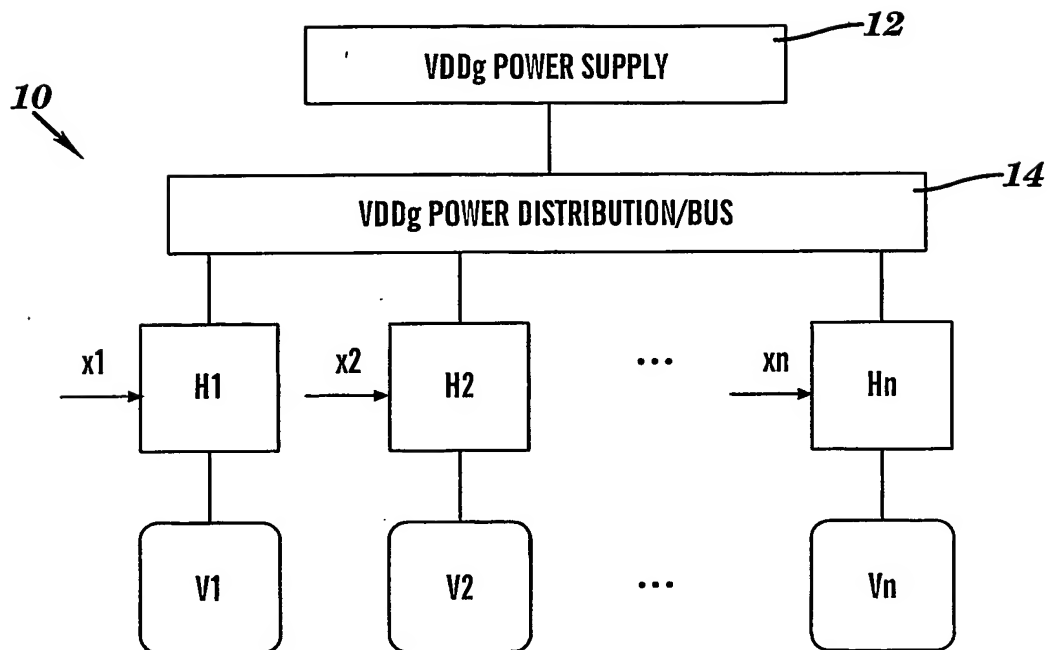 12
VDDg POWER SUPPLY
10
14
VDDg POWER DISTRIBUTION/BUS
x1
H1
x2
H2
...
xn
Hn
V1
V2
...
Vn